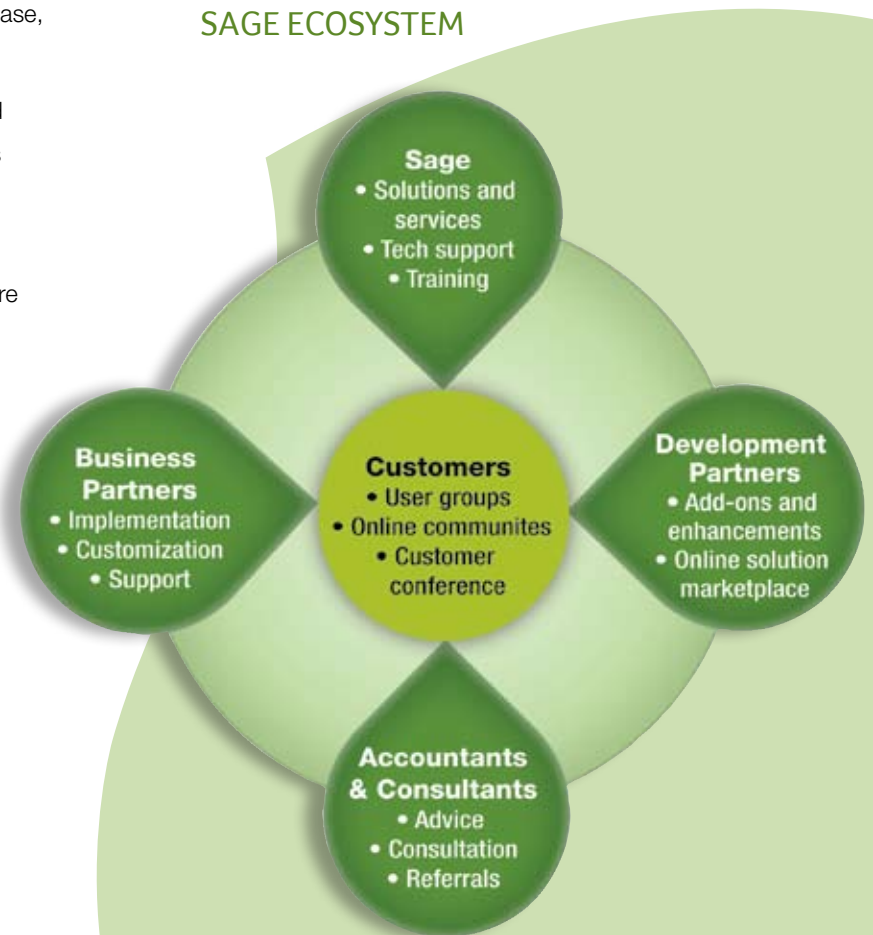 ase,
SAGE ECOSYSTEM
re
Sage
• Solutions and
services
• Tech support
• Training
Business
Partners
• Implementation
• Customization
• Support
Customers
• User groups
• Online communites
• Customer
conference
Development
Partners
• Add-ons and
enhancements
• Online solution
marketplace
Accountants
& Consultants
• Advice
• Consultation
• Referrals